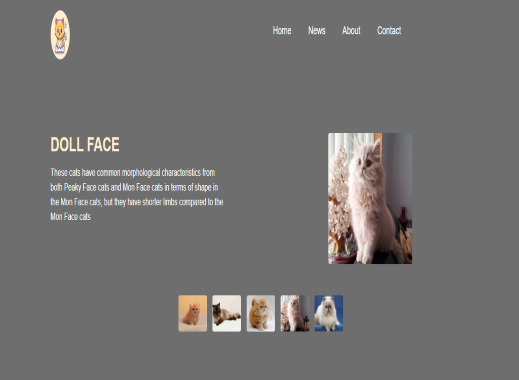 Home News About Contact
DOLL FACE
These cats have common morphological characteristics from
both Peaky Face cats and Mon Face cats in terms of shape in
the Mon Face cats, but they have shorter limbs compared to the
Mon Face cats